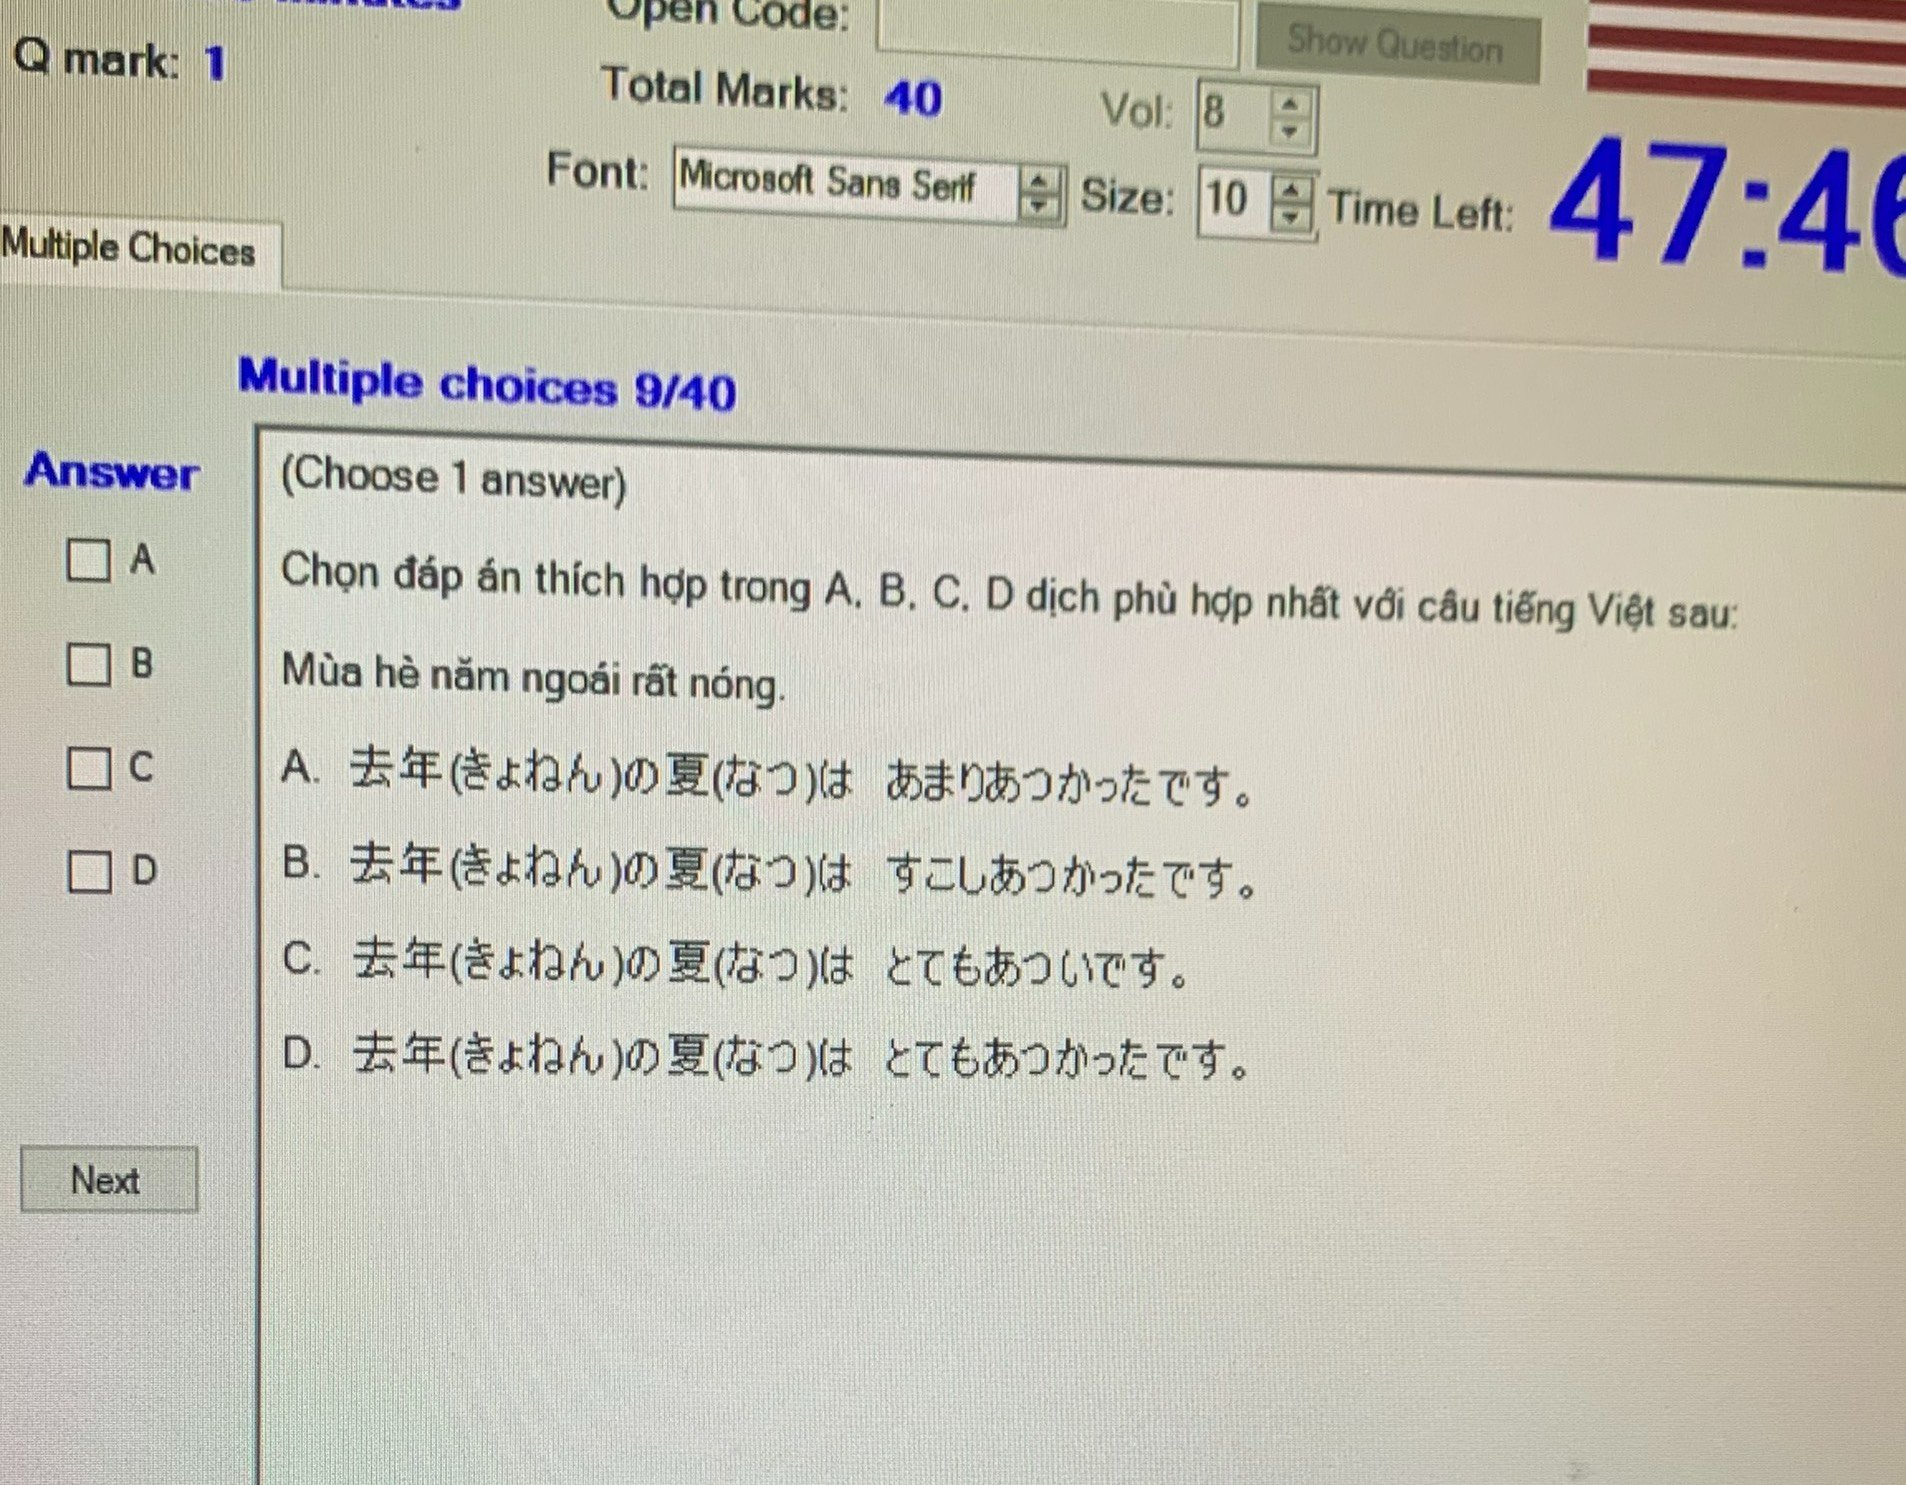 Q mark: 1
Open Code:
Show Question
Total Marks: 40
Vol: 8
Font: Microsoft Sans Serif
Size: 10
Time Left: 47:46
Multiple Choices
Multiple choices 9/40
Answer
(Choose 1 answer)
A
Chọn đáp án thích hợp trong A, B, C, D dịch phù hợp nhất với câu tiếng Việt sau:
B
Mùa hè năm ngoái rất nóng.
C
A. 去年(きょねん)の夏(なつ)は あまりあつかったです。
D
B. 去年(きょねん)の夏(なつ)は すこしあつかったです。
C. 去年(きょねん)の夏(なつ)は とてもあついです。
D. 去年(きょねん)の夏(なつ)は とてもあつかったです。
Next